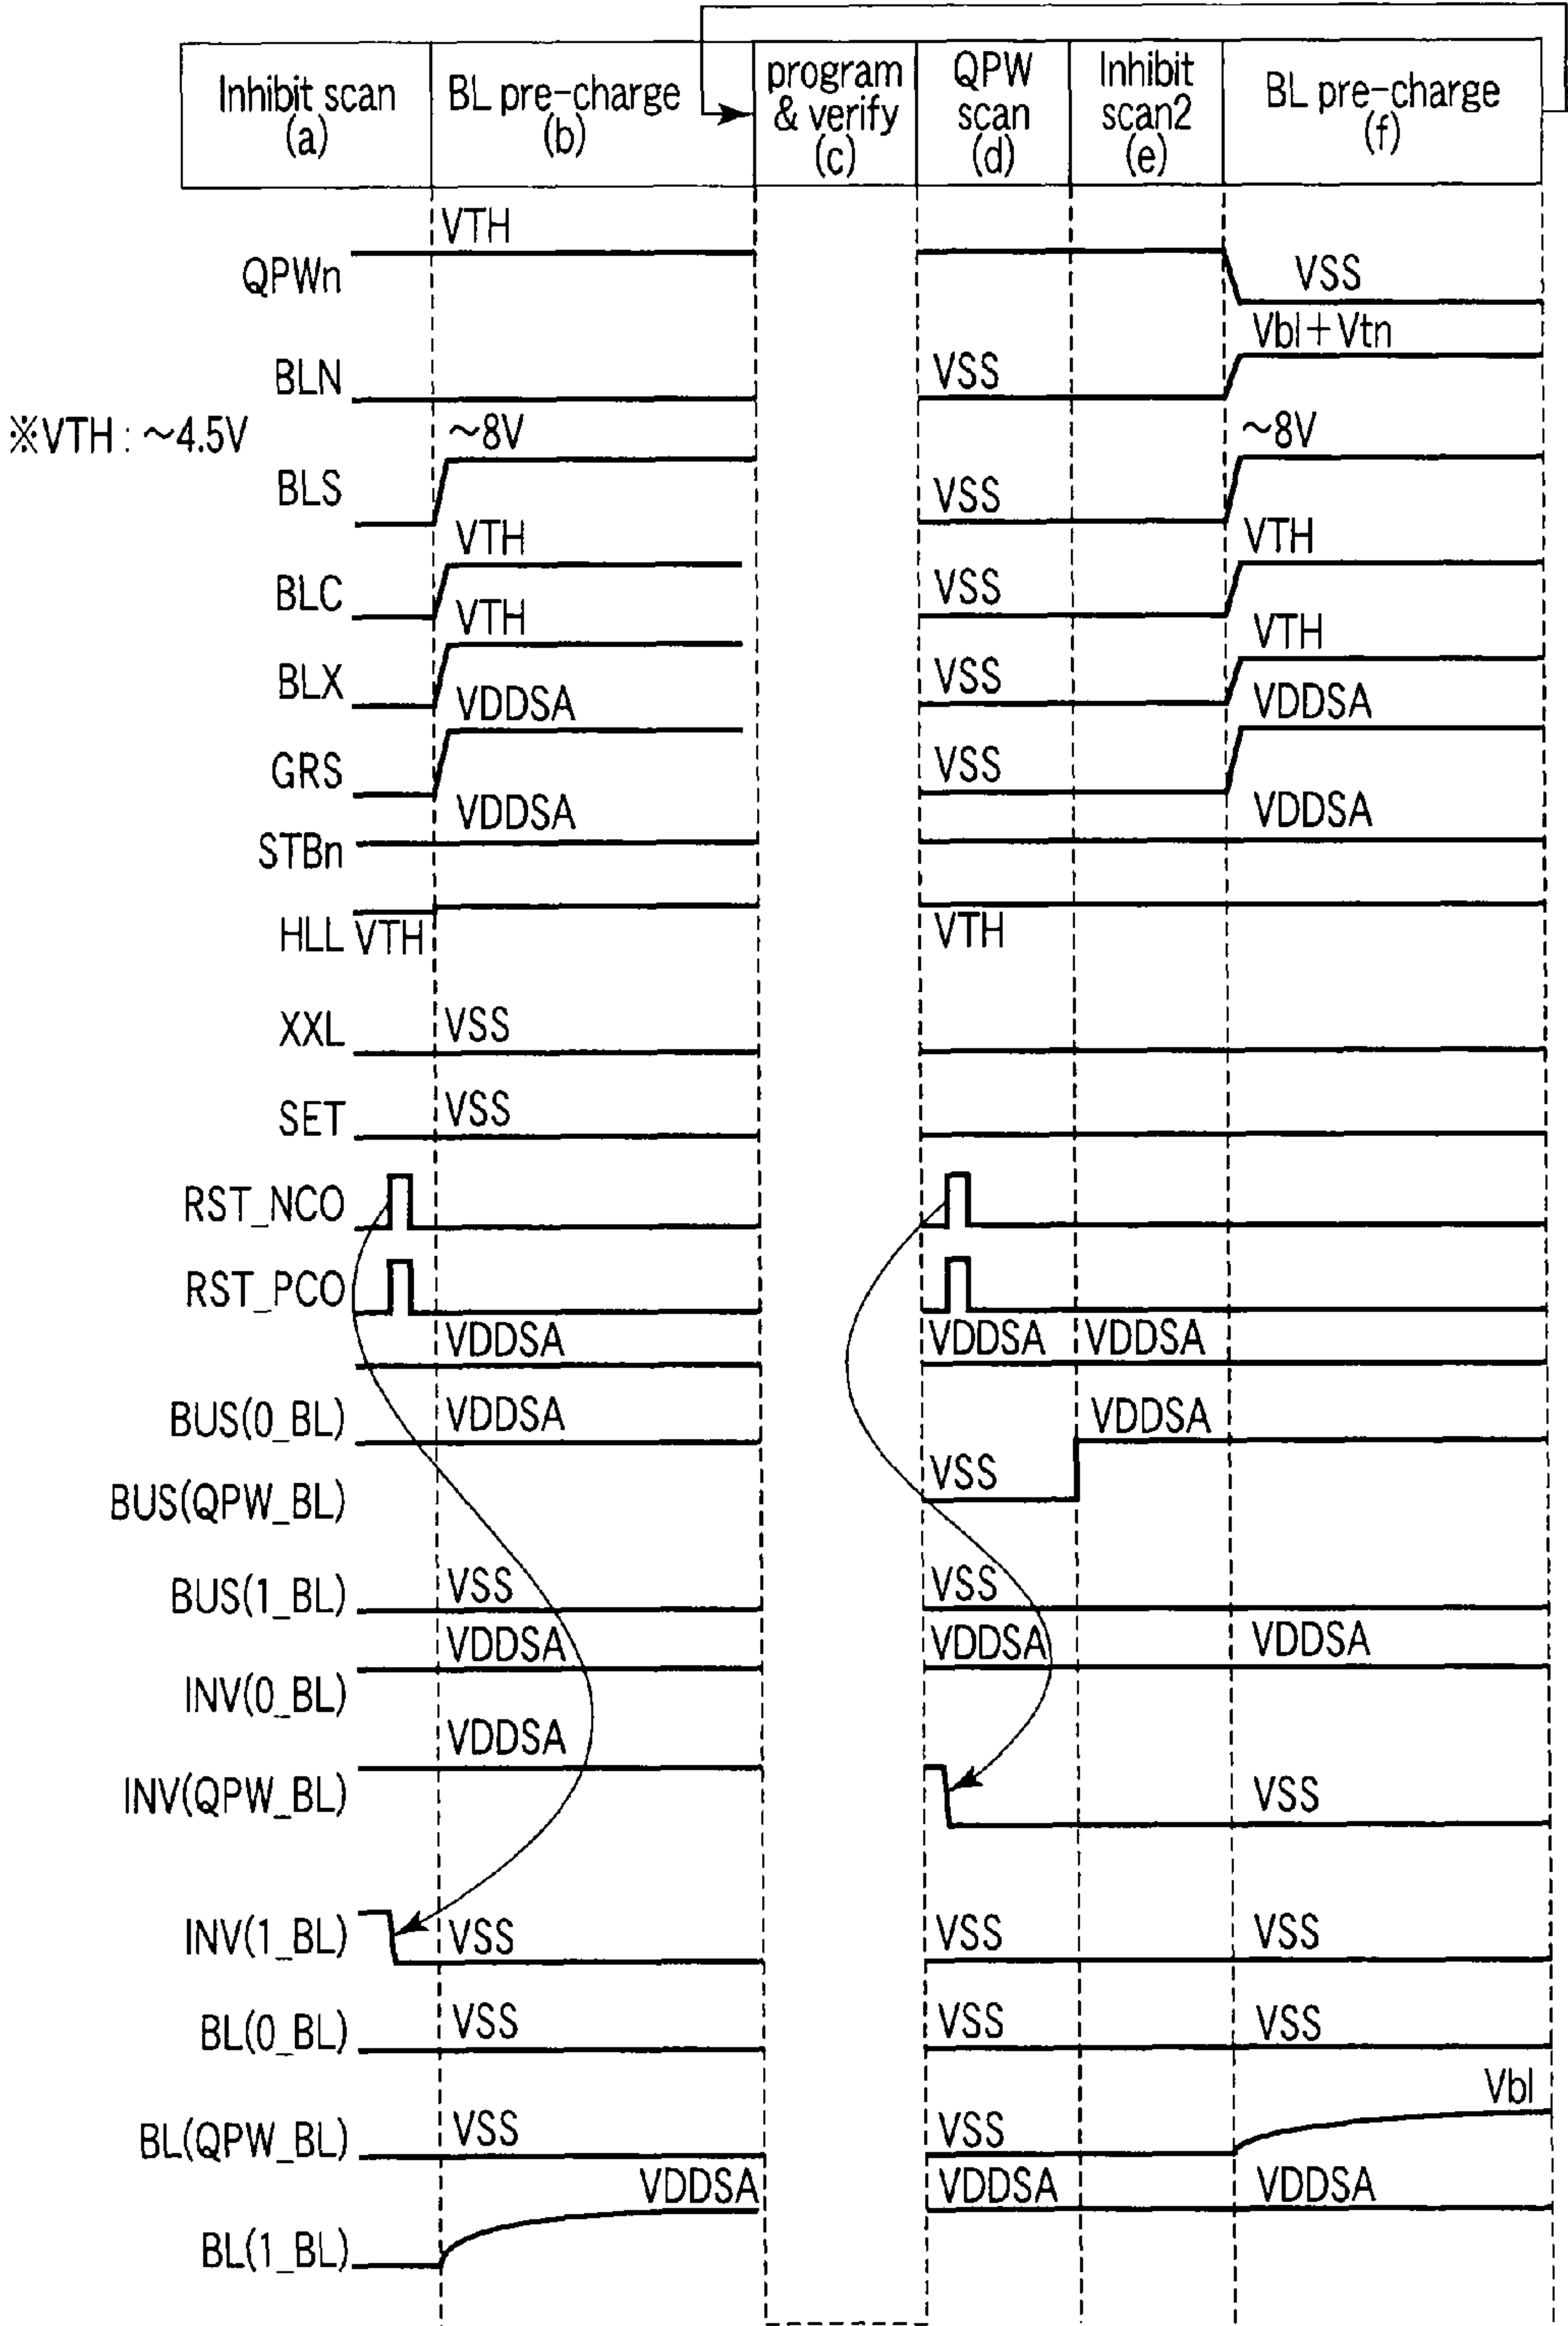 Inhibit scan
(a)
BL pre-charge
(b)
program
& verify
(c)
QPW
scan
(d)
Inhibit
scan2
(e)
BL pre-charge
(f)
QPWn VTH VSS
BLN VSS Vbl+Vtn
※VTH : ~4.5V
BLS ~8V VSS ~8V
BLC VTH VSS VTH
BLX VTH VSS VTH
GRS VDDSA VSS VDDSA
STBn VDDSA VDDSA
HLL VTH VTH
XXL VSS
SET VSS
RST_NCO
RST_PCO
VDDSA VDDSA VDDSA
BUS(0_BL) VDDSA VDDSA
BUS(QPW_BL) VSS
BUS(1_BL) VSS VSS
VDDSA VDDSA VDDSA
INV(0_BL)
VDDSA
INV(QPW_BL) VSS
INV(1_BL) VSS VSS VSS
BL(0_BL) VSS VSS VSS
Vbl
BL(QPW_BL) VSS VSS
VDDSA VDDSA VDDSA
BL(1_BL)